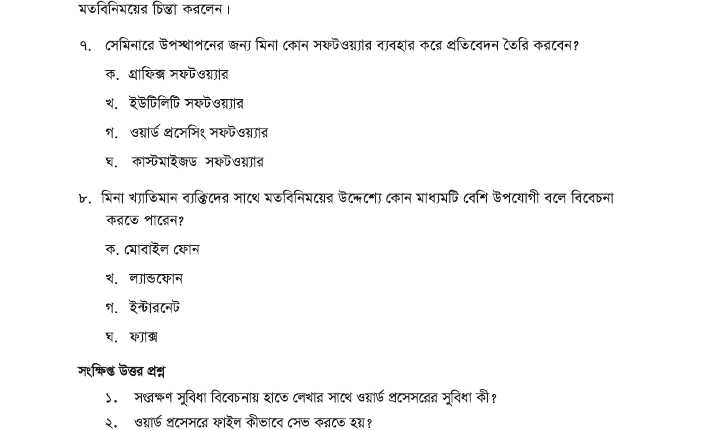 মতবিনিময়ের চিন্তা করলেন।
৭. সেমিনারে উপস্থাপনের জন্য মিনা কোন সফটওয়্যার ব্যবহার করে প্রতিবেদন তৈরি করবেন?
ক. গ্রাফিক্স সফটওয়্যার
খ. ইউটিলিটি সফটওয়্যার
গ. ওয়ার্ড প্রসেসিং সফটওয়্যার
ঘ. কাস্টমাইজড সফটওয়্যার
৮. মিনা খ্যাতিমান ব্যক্তিদের সাথে মতবিনিময়ের উদ্দেশ্যে কোন মাধ্যমটি বেশি উপযোগী বলে বিবেচনা
করতে পারেন?
ক. মোবাইল ফোন
খ. ল্যান্ডফোন
গ. ইন্টারনেট
ঘ. ফ্যাক্স
সংক্ষিপ্ত উত্তর প্রশ্ন
১. সংরক্ষণ সুবিধা বিবেচনায় হাতে লেখার সাথে ওয়ার্ড প্রসেসরের সুবিধা কী?
২. ওয়ার্ড প্রসেসরে ফাইল কীভাবে সেভ করতে হয়?